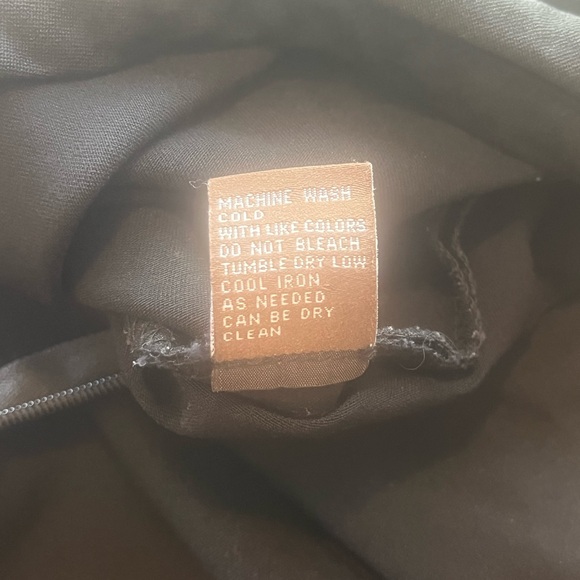 MACHINE WASH
COLD
WITH LIKE COLORS
DO NOT BLEACH
TUMBLE DRY LOW
COOL IRON
AS NEEDED
CAN BE DRY
CLEAN